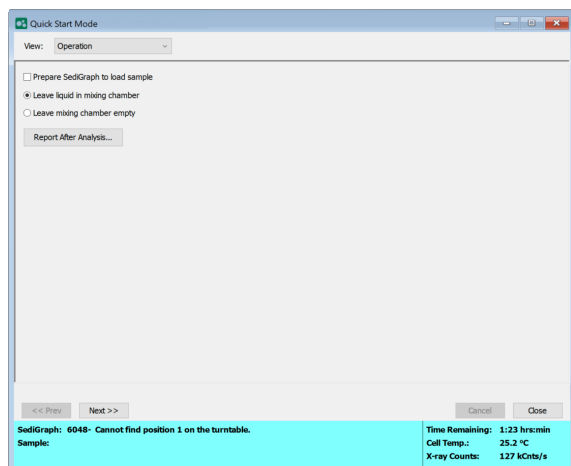 Quick Start Mode
View: Operation
Prepare SediGraph to load sample
Leave liquid in mixing chamber
Leave mixing chamber empty
Report After Analysis...
<< Prev Next >> Cancel Close
SediGraph: 6048- Cannot find position 1 on the turntable. Time Remaining: 1:23 hrs:min
Sample: Cell Temp.: 25.2 °C
X-ray Counts: 127 kCnts/s